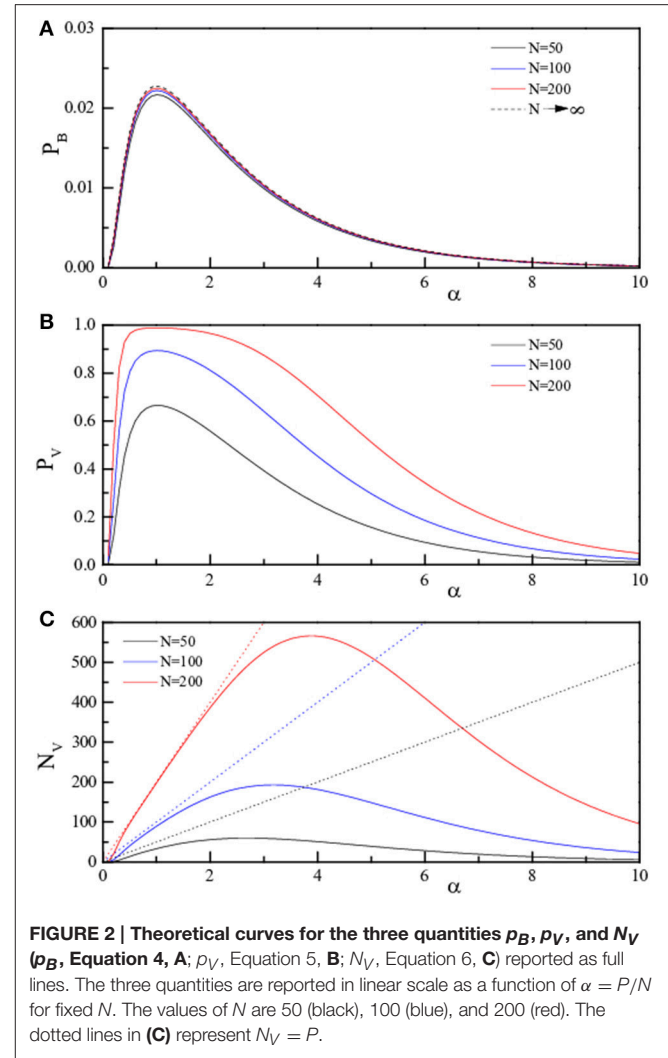 A
0.03
0.02
0.01
0.00
P_B
N=50
N=100
N=200
N → ∞
0 2 4 6 8 10
α
B
1.0
0.8
0.6
0.4
0.2
0.0
P_V
N=50
N=100
N=200
0 2 4 6 8 10
α
C
600
500
400
300
200
100
0
N_V
N=50
N=100
N=200
0 2 4 6 8 10
α
FIGURE 2 | Theoretical curves for the three quantities p_B, p_V, and N_V
(p_B, Equation 4, A; p_V, Equation 5, B; N_V, Equation 6, C) reported as full
lines. The three quantities are reported in linear scale as a function of α = P/N
for fixed N. The values of N are 50 (black), 100 (blue), and 200 (red). The
dotted lines in (C) represent N_V = P.